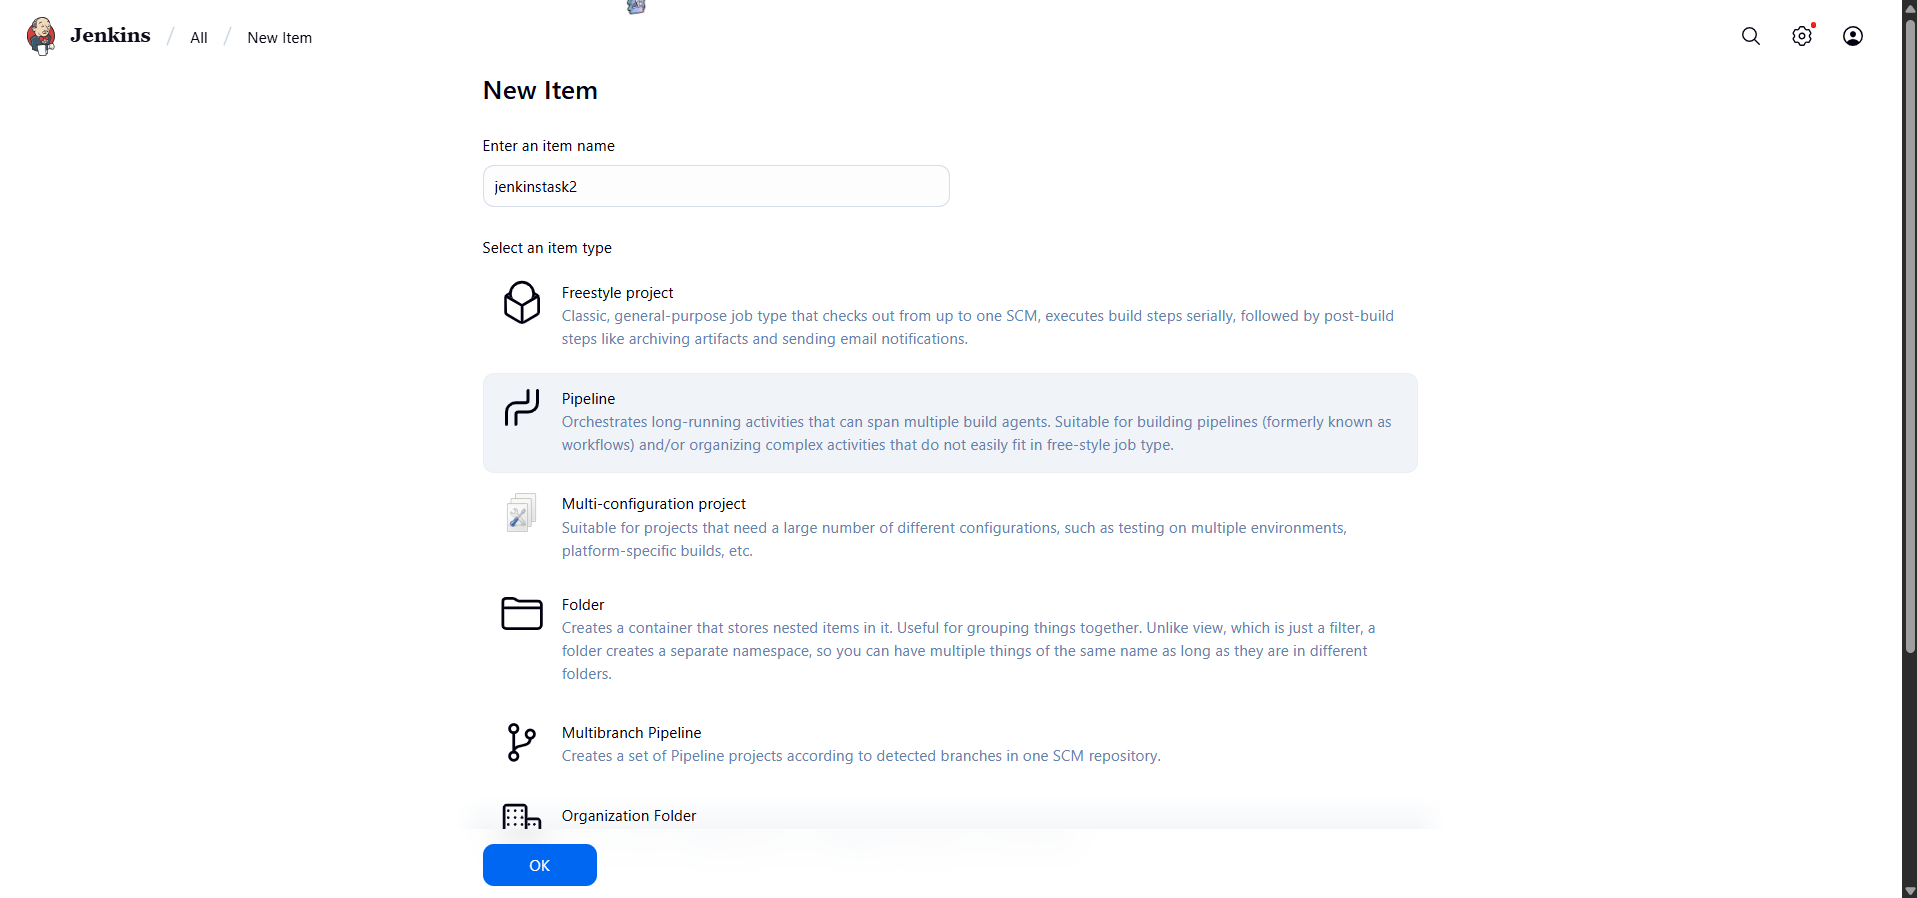 Jenkins / All / New Item
New Item
Enter an item name
jenkinstask2
Select an item type
Freestyle project
Classic, general-purpose job type that checks out from up to one SCM, executes build steps serially, followed by post-build
steps like archiving artifacts and sending email notifications.
Pipeline
Orchestrates long-running activities that can span multiple build agents. Suitable for building pipelines (formerly known as
workflows) and/or organizing complex activities that do not easily fit in free-style job type.
Multi-configuration project
Suitable for projects that need a large number of different configurations, such as testing on multiple environments,
platform-specific builds, etc.
Folder
Creates a container that stores nested items in it. Useful for grouping things together. Unlike view, which is just a filter, a
folder creates a separate namespace, so you can have multiple things of the same name as long as they are in different
folders.
Multibranch Pipeline
Creates a set of Pipeline projects according to detected branches in one SCM repository.
Organization Folder
OK